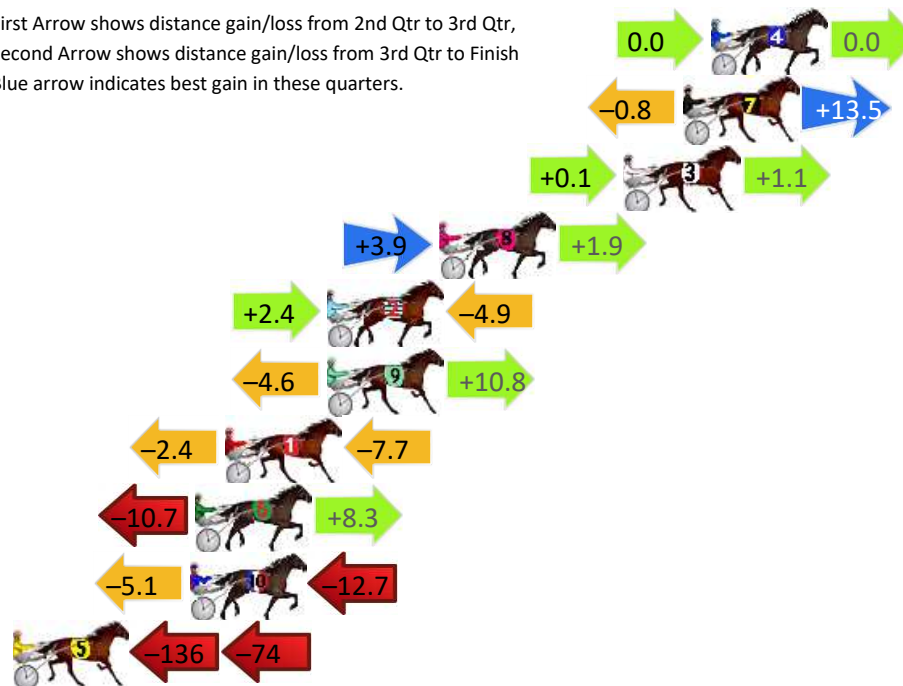 irst Arrow shows distance gain/loss from 2nd Qtr to 3rd Qtr,
econd Arrow shows distance gain/loss from 3rd Qtr to Finish
Blue arrow indicates best gain in these quarters.
0.0 4 0.0
–0.8 7 +13.5
+0.1 3 +1.1
+3.9 8 +1.9
+2.4 2 –4.9
–4.6 9 +10.8
–2.4 1 –7.7
–10.7 6 +8.3
–5.1 10 –12.7
5 –136 –74